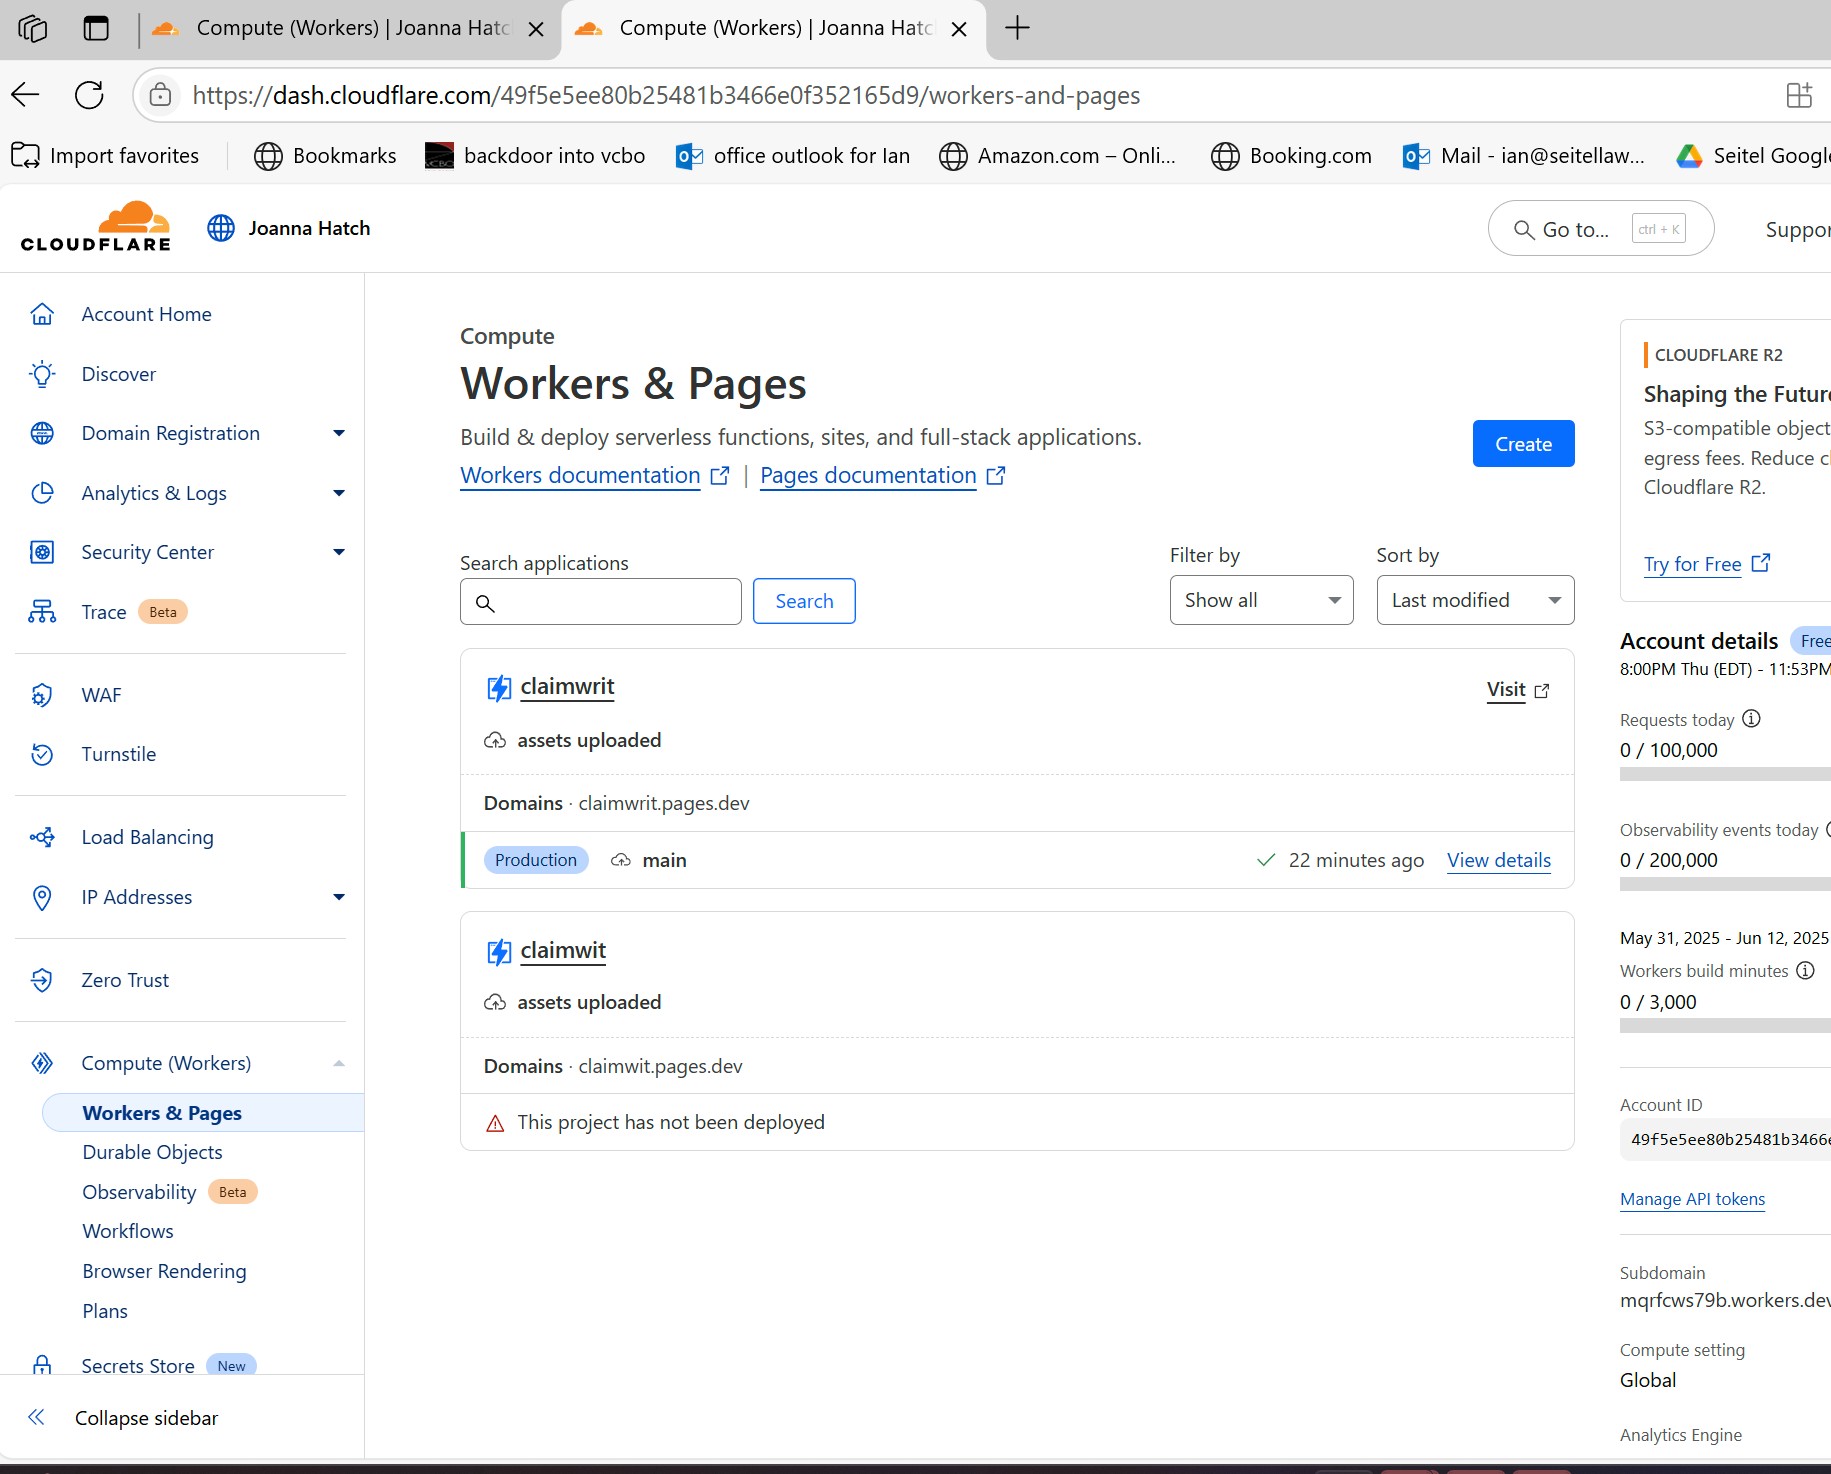 Compute (Workers) | Joanna Hatc
Compute (Workers) | Joanna Hatc
https://dash.cloudflare.com/49f5e5ee80b25481b3466e0f352165d9/workers-and-pages
Import favorites
Bookmarks
backdoor into vcbo
office outlook for Ian
Amazon.com – Onli...
Booking.com
Mail - ian@seitellaw...
Seitel Google
CLOUDFLARE
Joanna Hatch
Go to...
ctrl + K
Suppor
Account Home
Discover
Domain Registration
Analytics & Logs
Security Center
Trace Beta
WAF
Turnstile
Load Balancing
IP Addresses
Zero Trust
Compute (Workers)
Workers & Pages
Durable Objects
Observability Beta
Workflows
Browser Rendering
Plans
Secrets Store New
Collapse sidebar
Compute
Workers & Pages
Build & deploy serverless functions, sites, and full-stack applications.
Workers documentation | Pages documentation
Create
Search applications
Search
Filter by
Show all
Sort by
Last modified
claimwrit
Visit
assets uploaded
Domains · claimwrit.pages.dev
Production main 22 minutes ago View details
claimwit
assets uploaded
Domains · claimwit.pages.dev
This project has not been deployed
CLOUDFLARE R2
Shaping the Future
S3-compatible object
egress fees. Reduce cl
Cloudflare R2.
Try for Free
Account details Free
8:00PM Thu (EDT) - 11:53PM
Requests today
0 / 100,000
Observability events today
0 / 200,000
May 31, 2025 - Jun 12, 2025
Workers build minutes
0 / 3,000
Account ID
49f5e5ee80b25481b3466e
Manage API tokens
Subdomain
mqrfcws79b.workers.dev
Compute setting
Global
Analytics Engine